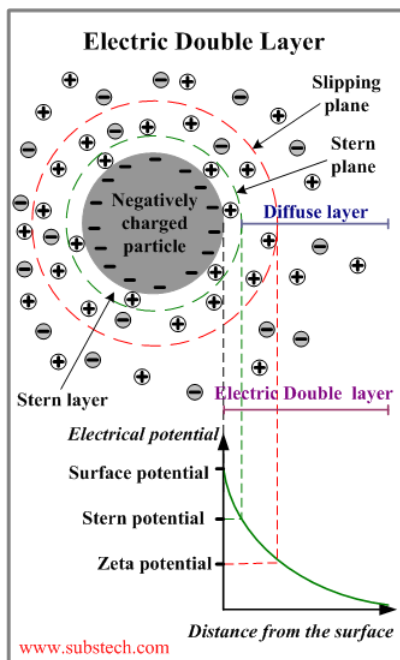 Electric Double Layer
Slipping
plane
Stern
plane
Negatively
charged
particle
Diffuse layer
Stern layer
Electric Double layer
Electrical potential
Surface potential
Stern potential
Zeta potential
Distance from the surface
www.substech.com